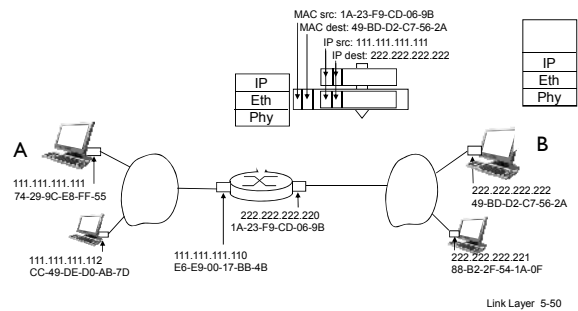 MAC src: 1A-23-F9-CD-06-9B
MAC dest: 49-BD-D2-C7-56-2A
IP src: 111.111.111.111
IP dest: 222.222.222.222
IP
Eth
Phy
IP
Eth
Phy
A
B
111.111.111.111
74-29-9C-E8-FF-55
222.222.222.222
49-BD-D2-C7-56-2A
222.222.222.220
1A-23-F9-CD-06-9B
111.111.111.110
E6-E9-00-17-BB-4B
111.111.111.112
CC-49-DE-D0-AB-7D
222.222.222.221
88-B2-2F-54-1A-0F
Link Layer 5-50